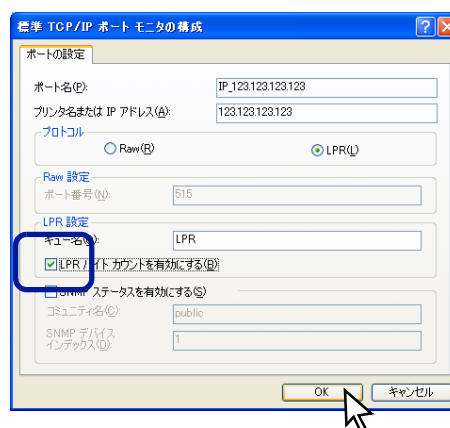 標準 TCP/IP ポート モニタの構成
ポートの設定
ポート名(P):
IP_123.123.123.123
プリンタ名または IP アドレス(A):
123.123.123.123
プロトコル
Raw(R)
LPR(L)
Raw 設定
ポート番号(N):
515
LPR 設定
キュー名(Q):
LPR
LPR バイト カウントを有効にする(B)
SNMP ステータスを有効にする(S)
コミュニティ名(C):
public
SNMP デバイス
インデックス(D):
1
OK
キャンセル